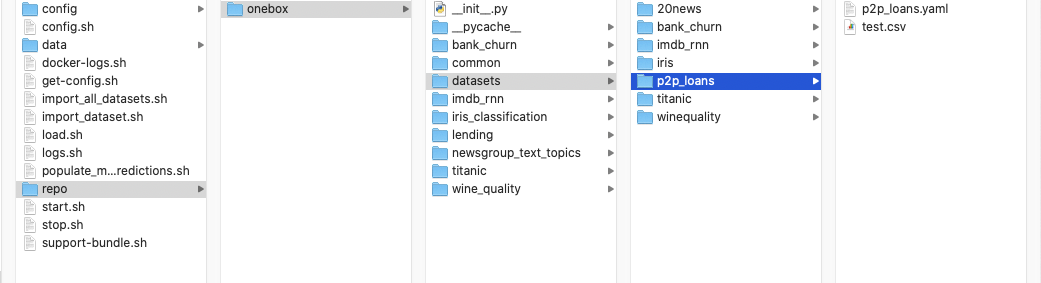 config
config.sh
data
docker-logs.sh
get-config.sh
import_all_datasets.sh
import_dataset.sh
load.sh
logs.sh
populate_m...redictions.sh
repo
start.sh
stop.sh
support-bundle.sh
onebox
__init__.py
__pycache__
bank_churn
common
datasets
imdb_rnn
iris_classification
lending
newsgroup_text_topics
titanic
wine_quality
20news
bank_churn
imdb_rnn
iris
p2p_loans
titanic
winequality
p2p_loans.yaml
test.csv